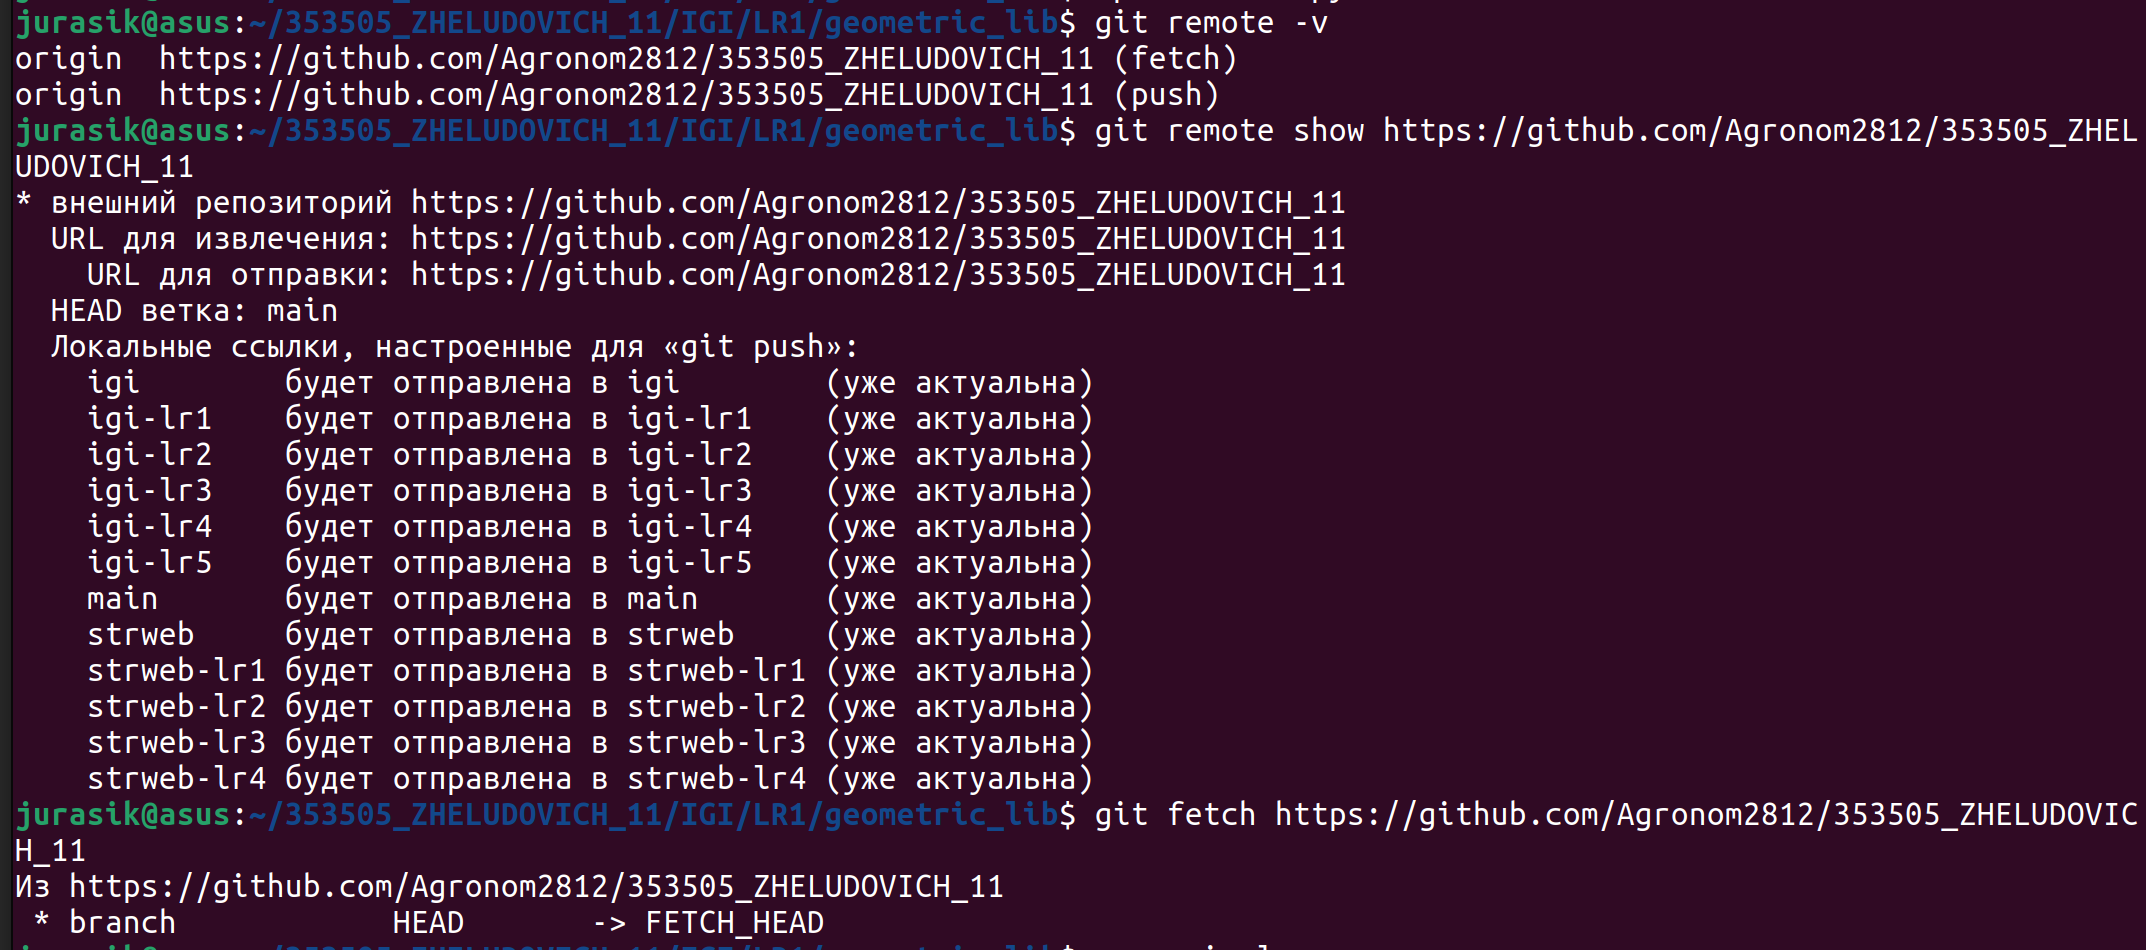 jurasik@asus:~/353505_ZHELUDOVICH_11/IGI/LR1/geometric_lib$ git remote -v
origin  https://github.com/Agronom2812/353505_ZHELUDOVICH_11 (fetch)
origin  https://github.com/Agronom2812/353505_ZHELUDOVICH_11 (push)
jurasik@asus:~/353505_ZHELUDOVICH_11/IGI/LR1/geometric_lib$ git remote show https://github.com/Agronom2812/353505_ZHEL
UDOVICH_11
* внешний репозиторий https://github.com/Agronom2812/353505_ZHELUDOVICH_11
  URL для извлечения: https://github.com/Agronom2812/353505_ZHELUDOVICH_11
    URL для отправки: https://github.com/Agronom2812/353505_ZHELUDOVICH_11
  HEAD ветка: main
  Локальные ссылки, настроенные для «git push»:
    igi        будет отправлена в igi        (уже актуальна)
    igi-lr1    будет отправлена в igi-lr1    (уже актуальна)
    igi-lr2    будет отправлена в igi-lr2    (уже актуальна)
    igi-lr3    будет отправлена в igi-lr3    (уже актуальна)
    igi-lr4    будет отправлена в igi-lr4    (уже актуальна)
    igi-lr5    будет отправлена в igi-lr5    (уже актуальна)
    main       будет отправлена в main       (уже актуальна)
    strweb     будет отправлена в strweb     (уже актуальна)
    strweb-lr1 будет отправлена в strweb-lr1 (уже актуальна)
    strweb-lr2 будет отправлена в strweb-lr2 (уже актуальна)
    strweb-lr3 будет отправлена в strweb-lr3 (уже актуальна)
    strweb-lr4 будет отправлена в strweb-lr4 (уже актуальна)
jurasik@asus:~/353505_ZHELUDOVICH_11/IGI/LR1/geometric_lib$ git fetch https://github.com/Agronom2812/353505_ZHELUDOVIC
H_11
Из https://github.com/Agronom2812/353505_ZHELUDOVICH_11
 * branch            HEAD       -> FETCH_HEAD